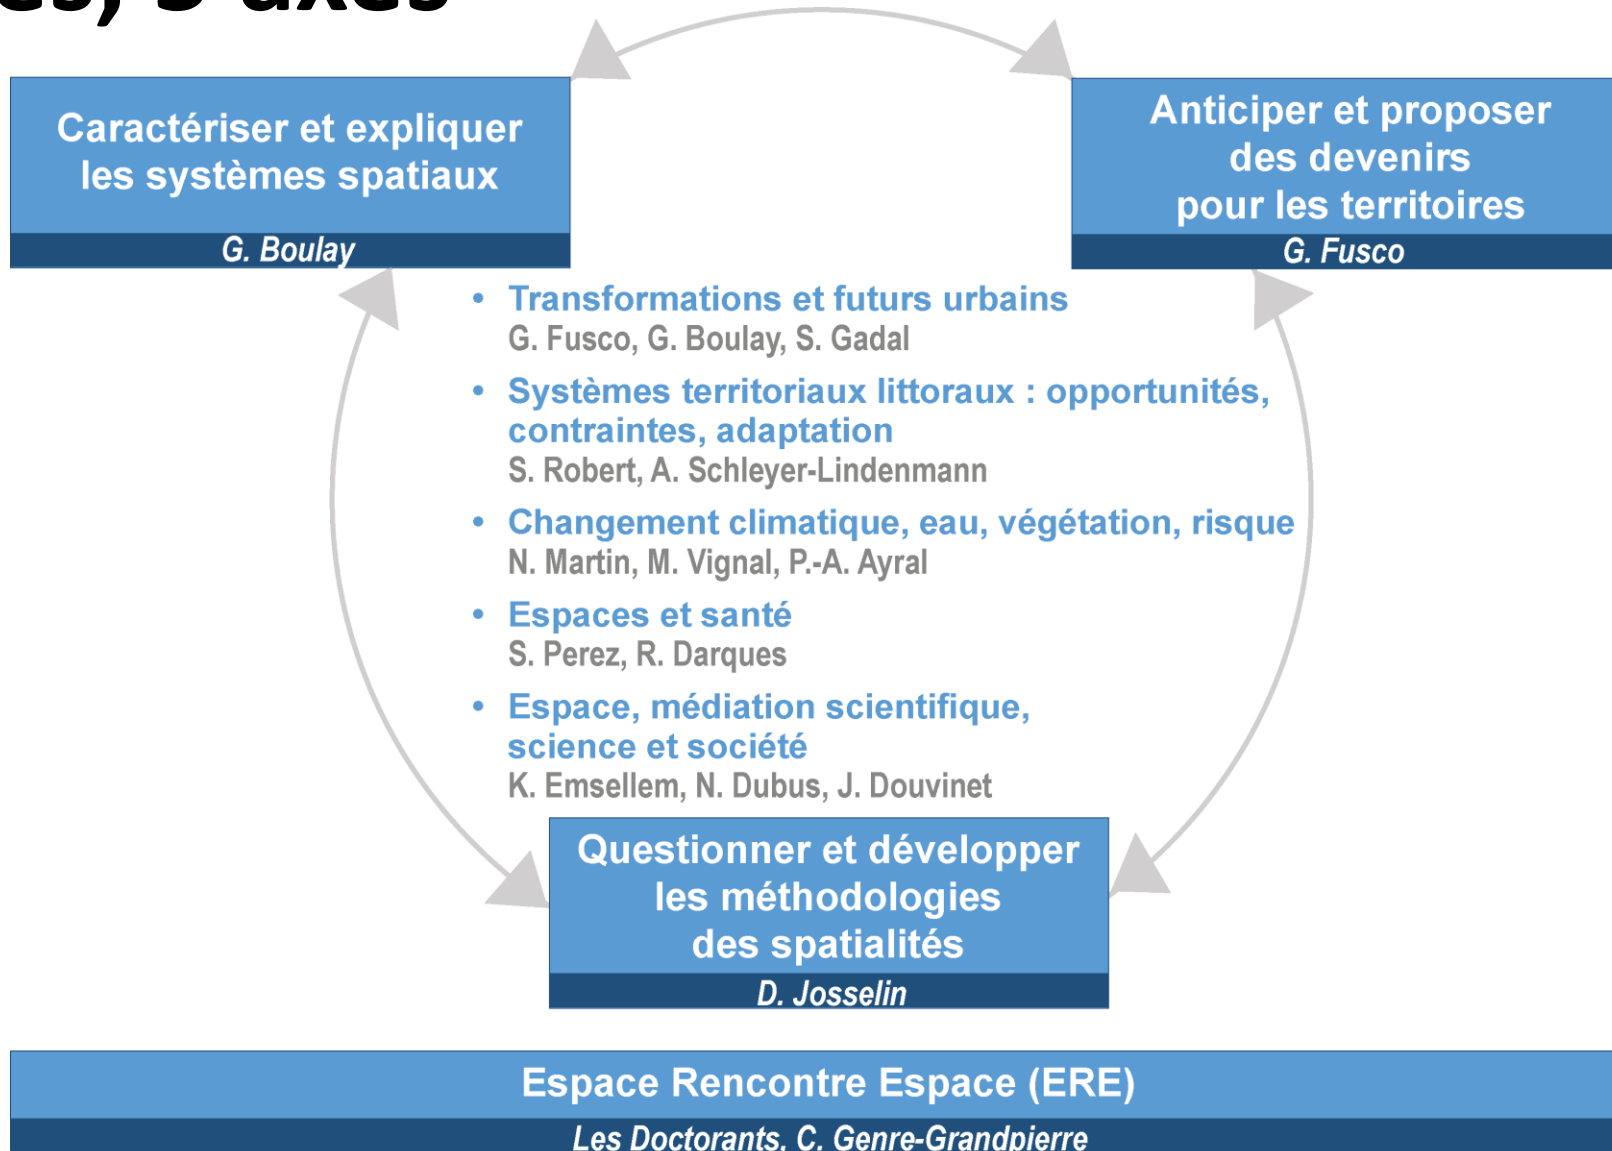 axes
Caractériser et expliquer
les systèmes spatiaux
G. Boulay
Anticiper et proposer
des devenirs
pour les territoires
G. Fusco
• Transformations et futurs urbains
G. Fusco, G. Boulay, S. Gadal
• Systèmes territoriaux littoraux : opportunités,
contraintes, adaptation
S. Robert, A. Schleyer-Lindenmann
• Changement climatique, eau, végétation, risque
N. Martin, M. Vignal, P.-A. Ayral
• Espaces et santé
S. Perez, R. Darques
• Espace, médiation scientifique,
science et société
K. Emsellem, N. Dubus, J. Douvinet
Questionner et développer
les méthodologies
des spatialités
D. Josselin
Espace Rencontre Espace (ERE)
Les Doctorants, C. Genre-Grandpierre